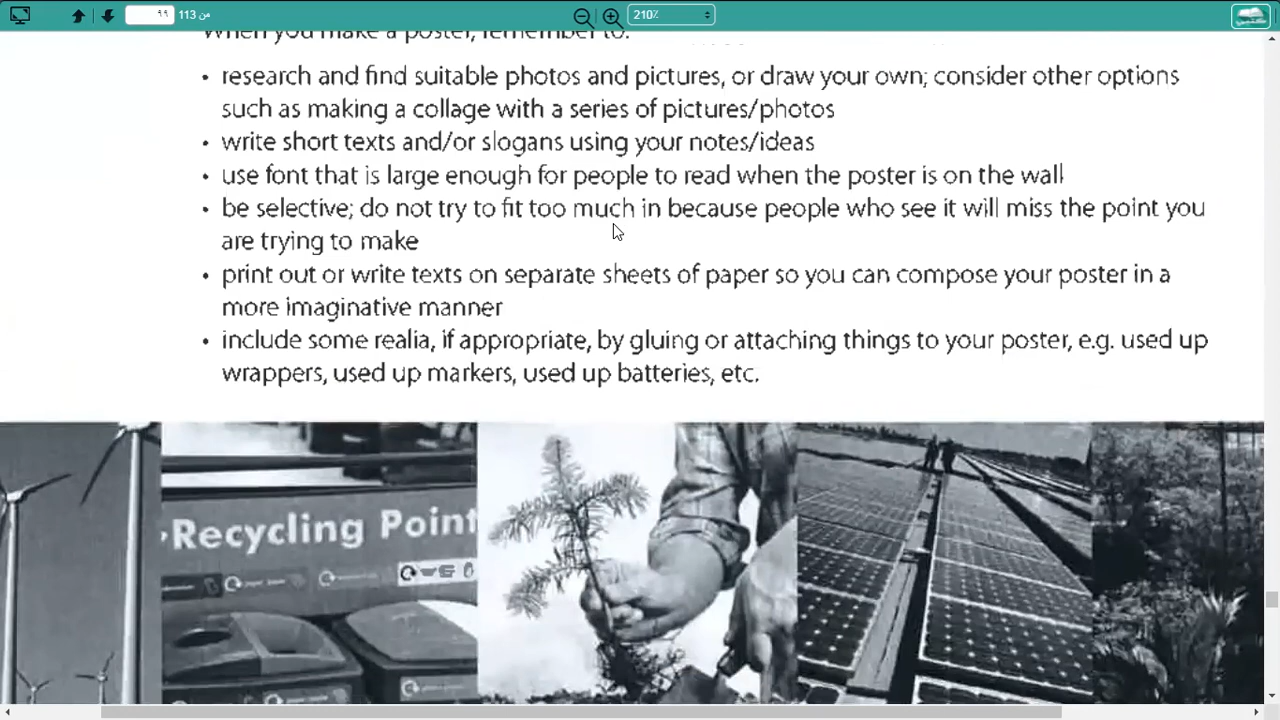 ٩٩ من 113
210٪
When you make a poster, remember to:
• research and find suitable photos and pictures, or draw your own; consider other options
such as making a collage with a series of pictures/photos
• write short texts and/or slogans using your notes/ideas
• use font that is large enough for people to read when the poster is on the wall
• be selective; do not try to fit too much in because people who see it will miss the point you
are trying to make
• print out or write texts on separate sheets of paper so you can compose your poster in a
more imaginative manner
• include some realia, if appropriate, by gluing or attaching things to your poster, e.g. used up
wrappers, used up markers, used up batteries, etc.
Recycling Point